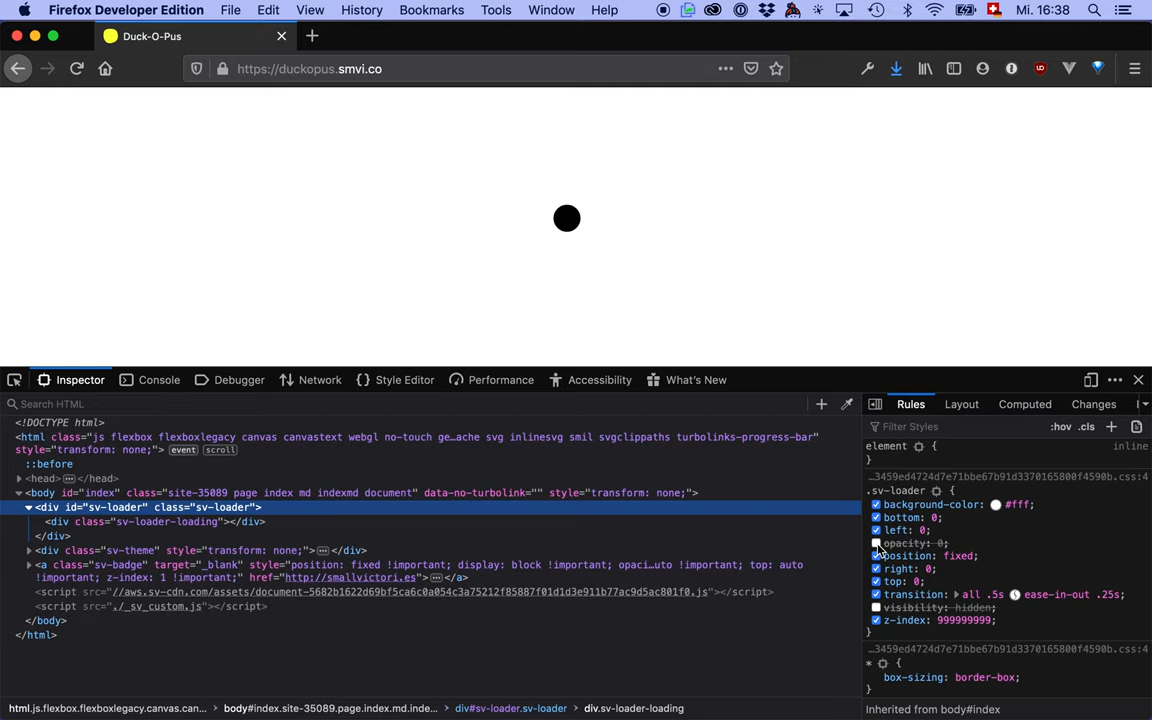 Firefox Developer Edition File Edit View History Bookmarks Tools Window Help Mi. 16:38
Duck-O-Pus
https://duckopus.smvi.co
Inspector Console Debugger Network Style Editor Performance Accessibility What's New
Search HTML
Rules Layout Computed Changes
Filter Styles :hov .cls
<!DOCTYPE html>
<html class="js flexbox flexboxlegacy canvas canvastext webgl no-touch ge…ache svg inlinesvg smil svgclippaths turbolinks-progress-bar"
style="transform: none;"> event scroll
::before
<head></head>
<body id="index" class="site-35089 page index md indexmd document" data-no-turbolink="" style="transform: none;">
<div id="sv-loader" class="sv-loader">
<div class="sv-loader-loading"></div>
</div>
<div class="sv-theme" style="transform: none;"></div>
<a class="sv-badge" target="_blank" style="position: fixed !important; display: block !important; opaci…uto !important; top: auto
!important; z-index: 1 !important;" href="http://smallvictori.es"></a>
<script src="//aws.sv-cdn.com/assets/document-5682b1622d69bf5ca6c0a054c3a75212f85887f01d1d3e911b77ac9d5ac801f0.js"></script>
<script src="./_sv_custom.js"></script>
</body>
</html>
element { inline
}
…3459ed4724d7e71bbe67b91d3370165800f4590b.css:4
.sv-loader {
background-color: #fff;
bottom: 0;
left: 0;
opacity: 0;
position: fixed;
right: 0;
top: 0;
transition: all .5s ease-in-out .25s;
visibility: hidden;
z-index: 999999999;
}
…3459ed4724d7e71bbe67b91d3370165800f4590b.css:4
* {
box-sizing: border-box;
}
Inherited from body#index
html.js.flexbox.flexboxlegacy.canvas.can… body#index.site-35089.page.index.md.inde… div#sv-loader.sv-loader div.sv-loader-loading